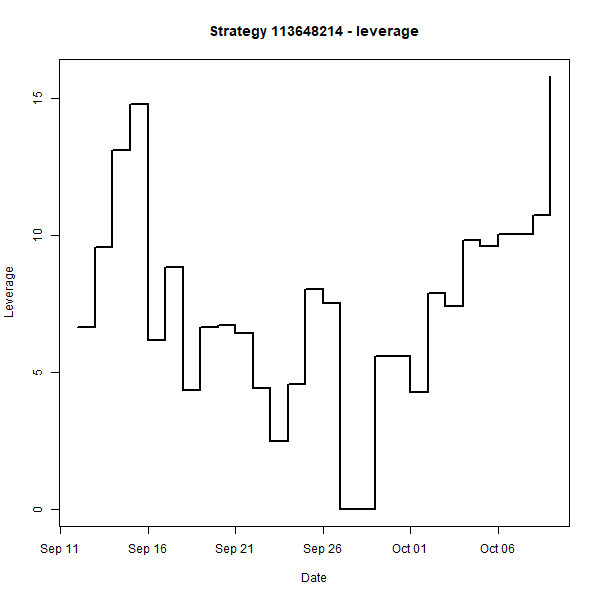 Strategy 113648214 - leverage
Leverage
15
10
5
0
Sep 11 Sep 16 Sep 21 Sep 26 Oct 01 Oct 06
Date